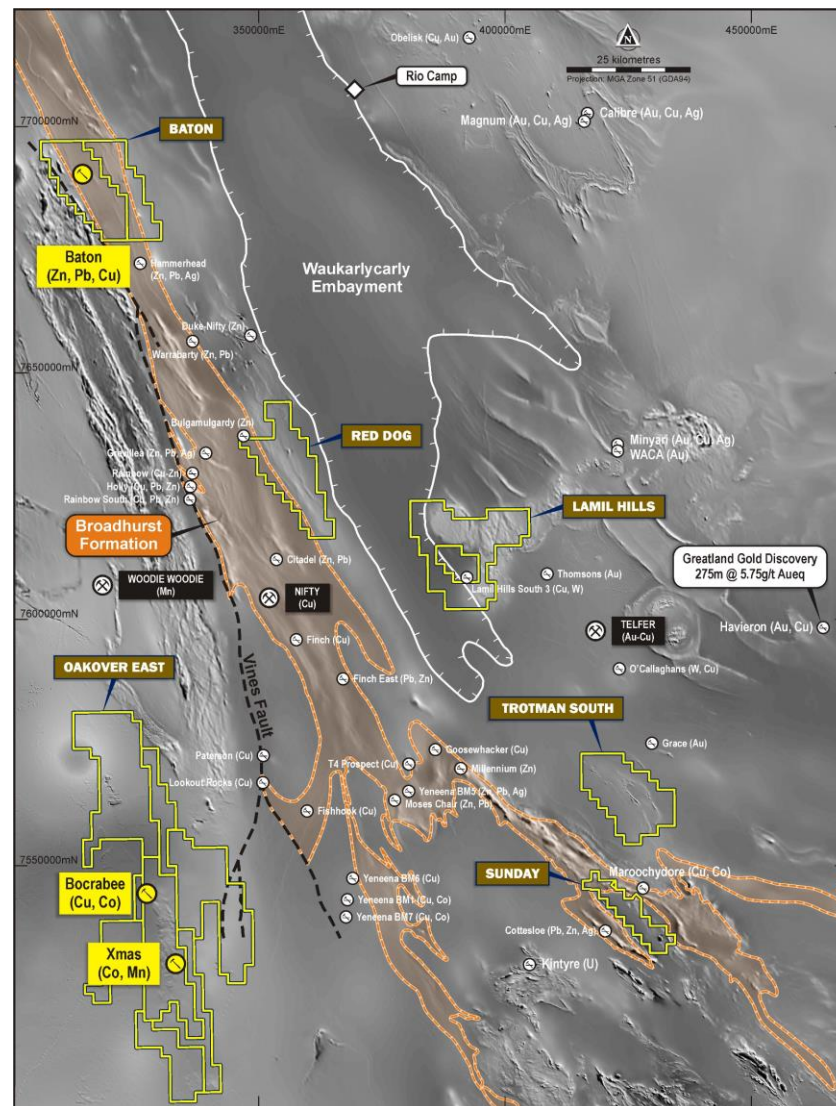 350000mE
400000mE
450000mE
Obelisk (Cu, Au)
N
25 kilometres
Projection: MGA Zone 51 (GDA94)
Rio Camp
7700000mN
Calibre (Au, Cu, Ag)
Magnum (Au, Cu, Ag)
BATON
Baton
(Zn, Pb, Cu)
Hammerhead
(Zn, Pb, Ag)
Waukarlycarly
Embayment
Duke-Nifty (Zn)
Warrabarty (Zn, Pb)
7650000mN
Bulgamulgardy (Zn)
RED DOG
Minyari (Au, Cu, Ag)
WACA (Au)
Grevillea (Zn, Pb, Ag)
Rainbow (Cu-Zn)
Holly (Cu, Pb, Zn)
Rainbow South (Cu, Pb, Zn)
LAMIL HILLS
Broadhurst
Formation
Citadel (Zn, Pb)
Greatland Gold Discovery
275m @ 5.75g/t Aueq
WOODIE WOODIE
(Mn)
NIFTY
(Cu)
Thomsons (Au)
Lamil Hills South 3 (Cu, W)
7600000mN
TELFER
(Au-Cu)
Havieron (Au, Cu)
Finch (Cu)
OAKOVER EAST
Vines Fault
Finch East (Pb, Zn)
O'Callaghans (W, Cu)
TROTMAN SOUTH
Paterson (Cu)
Goosewhacker (Cu)
Grace (Au)
T4 Prospect (Cu)
Millennium (Zn)
Lookout Rocks (Cu)
Yeneena BM5 (Zn, Pb, Ag)
Moses Chair (Zn, Pb)
Fishhook (Cu)
7550000mN
SUNDAY
Maroochydore (Cu, Co)
Bocrabee
(Cu, Co)
Yeneena BM6 (Cu)
Yeneena BM1 (Cu, Co)
Yeneena BM7 (Cu, Co)
Cottesloe (Pb, Zn, Ag)
Xmas
(Co, Mn)
Kintyre (U)